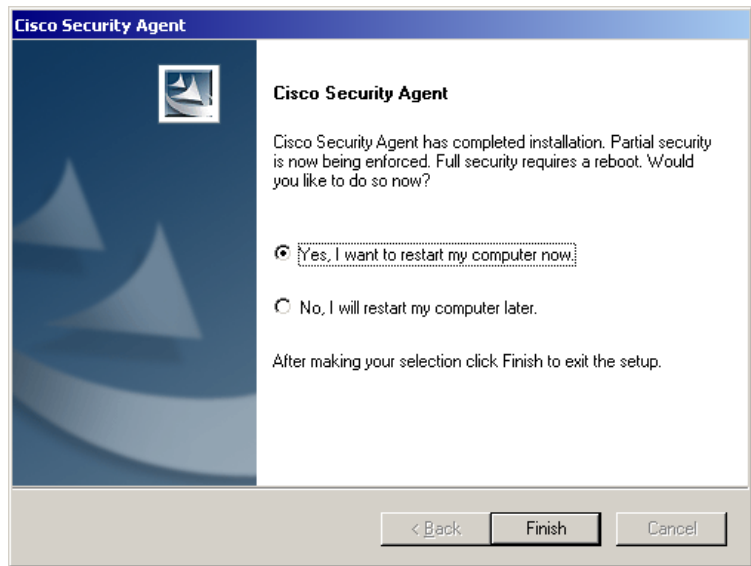 Cisco Security Agent
Cisco Security Agent
Cisco Security Agent has completed installation. Partial security
is now being enforced. Full security requires a reboot. Would
you like to do so now?
Yes, I want to restart my computer now.
No, I will restart my computer later.
After making your selection click Finish to exit the setup.
< Back Finish Cancel